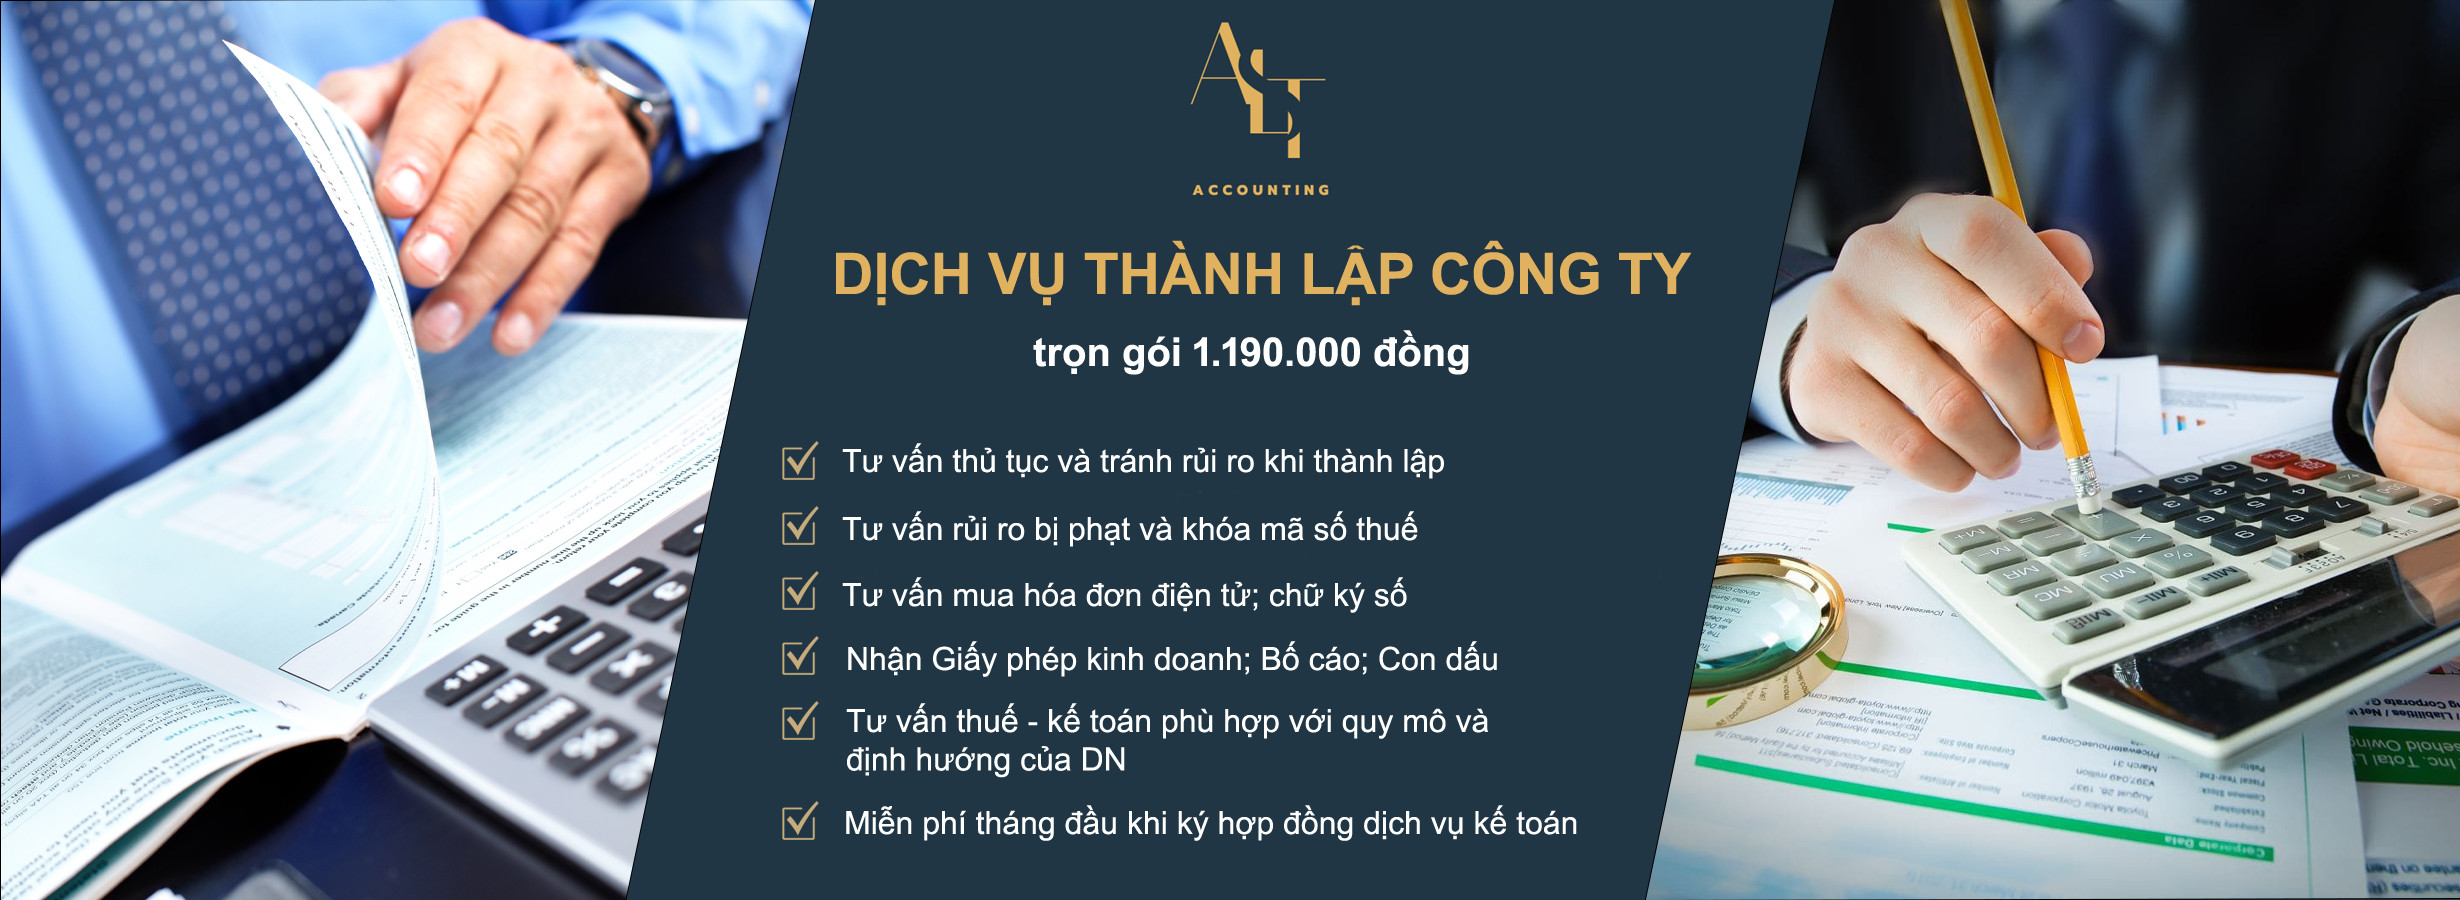 ASLT
ACCOUNTING
DỊCH VỤ THÀNH LẬP CÔNG TY
trọn gói 1.190.000 đồng
Tư vấn thủ tục và tránh rủi ro khi thành lập
Tư vấn rủi ro bị phạt và khóa mã số thuế
Tư vấn mua hóa đơn điện tử; chữ ký số
Nhận Giấy phép kinh doanh; Bố cáo; Con dấu
Tư vấn thuế - kế toán phù hợp với quy mô và
định hướng của DN
Miễn phí tháng đầu khi ký hợp đồng dịch vụ kế toán
Corporate Data